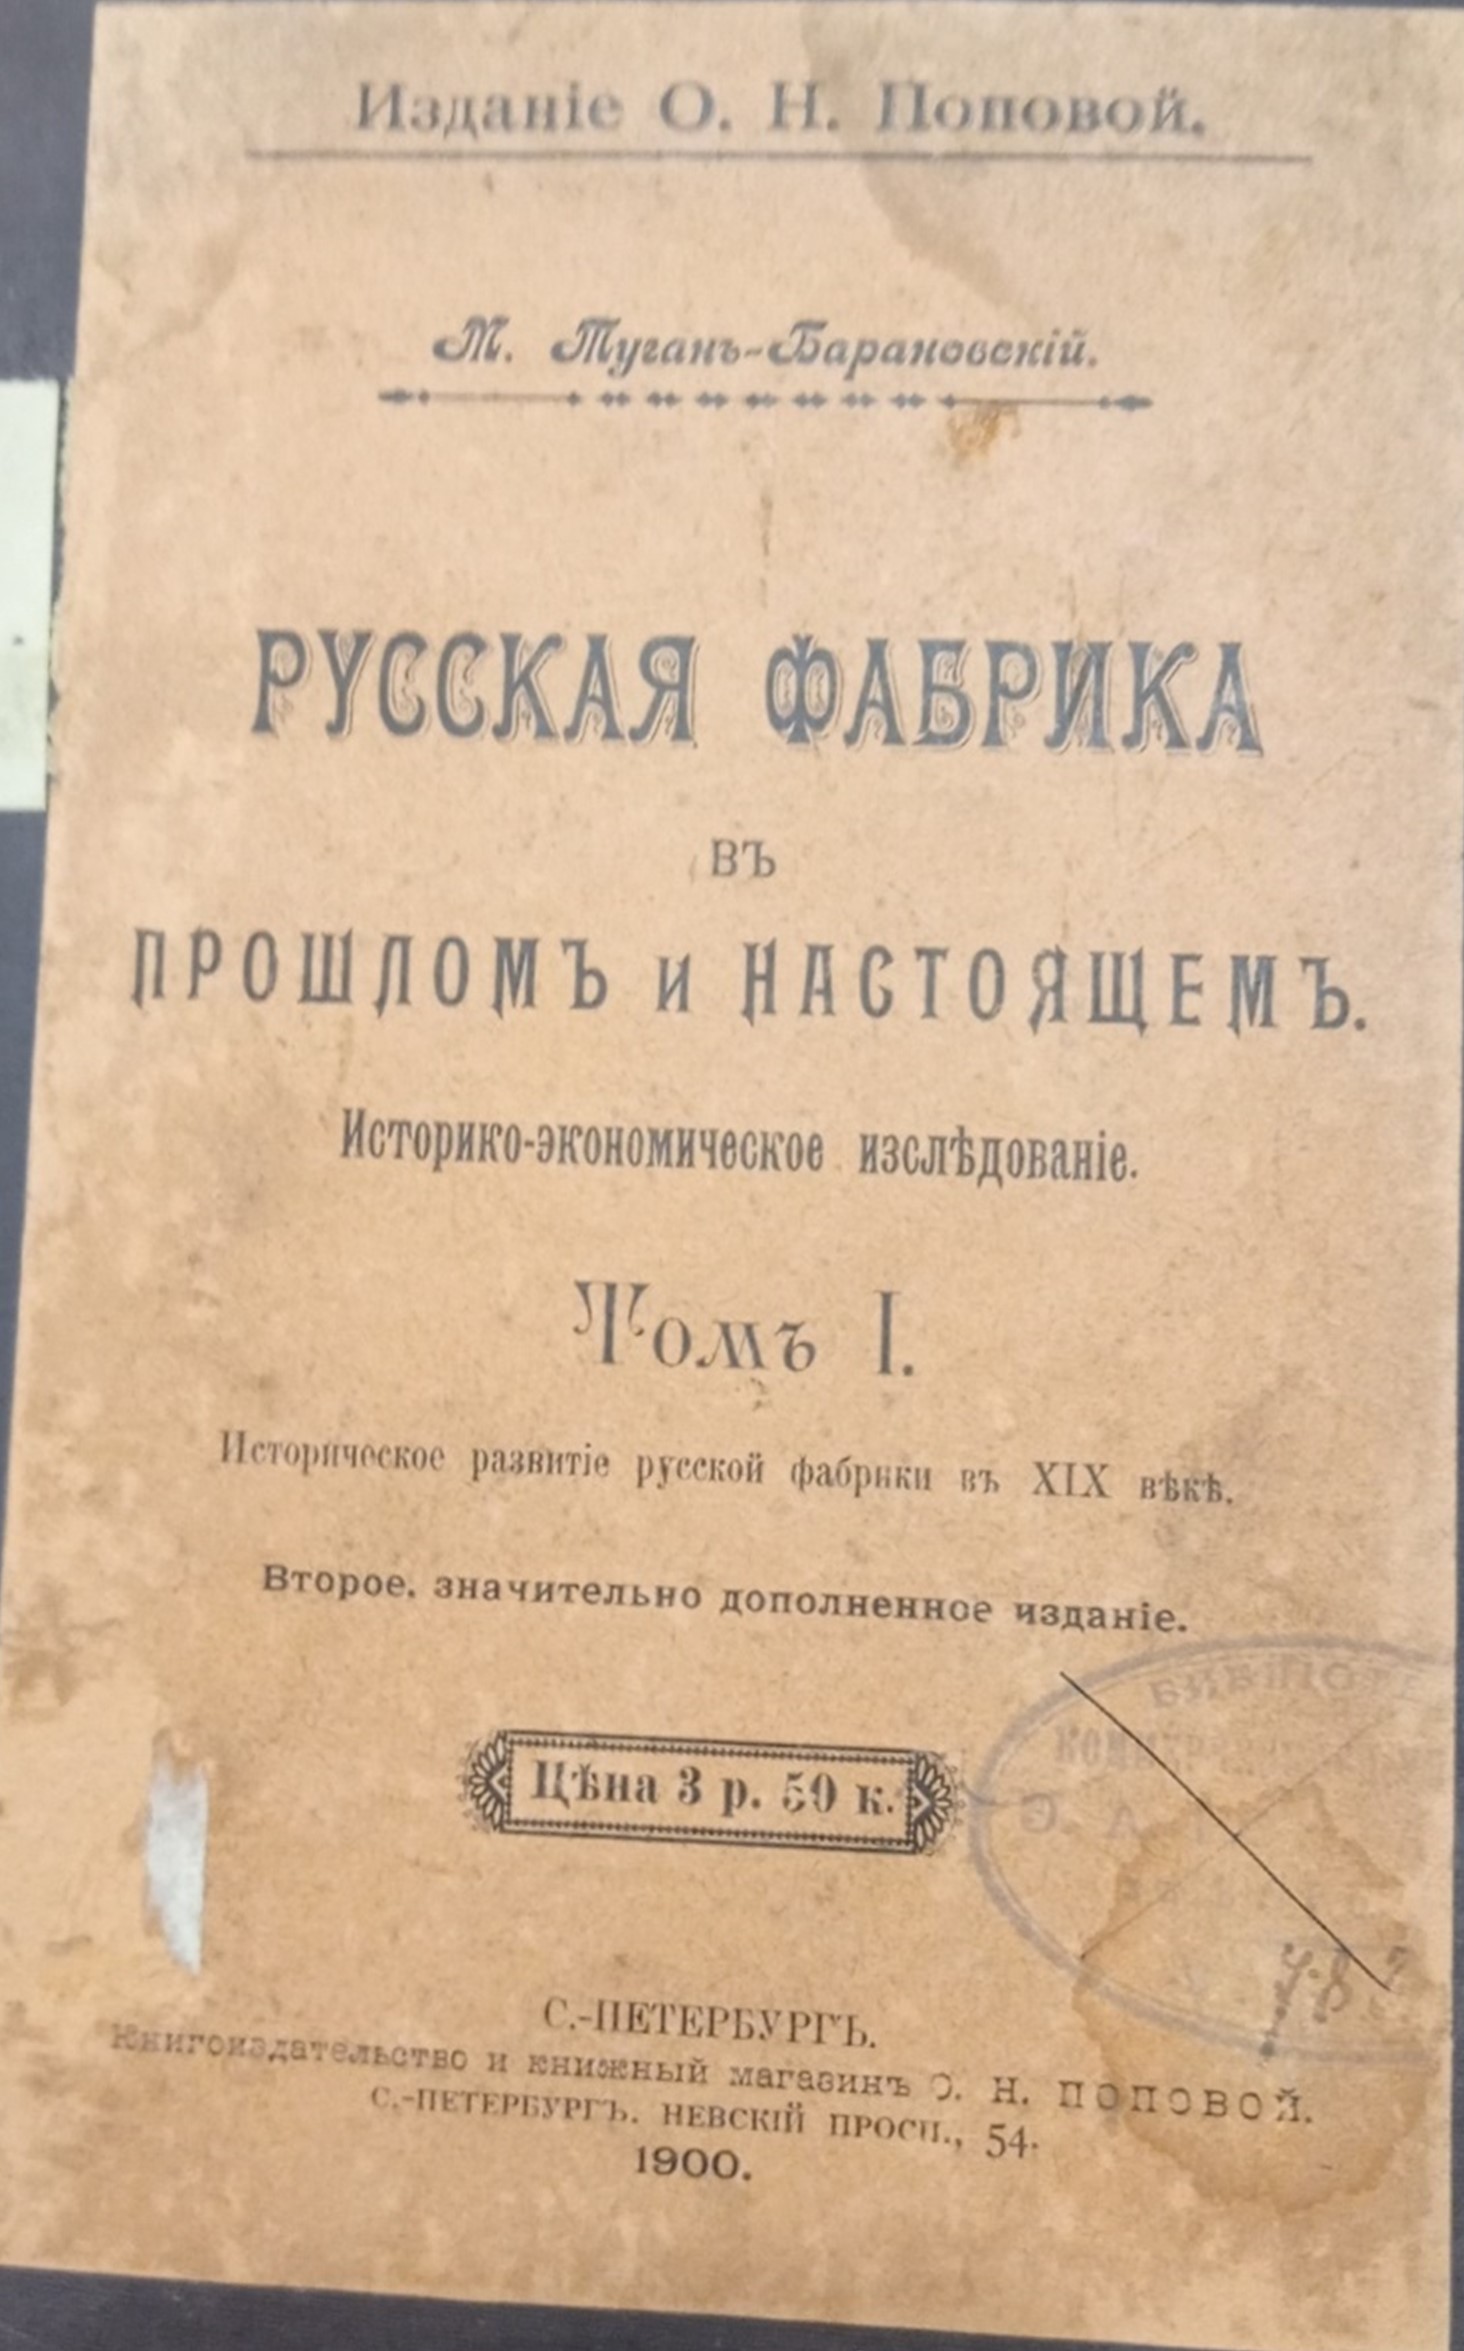 Изданіе О. Н. Поповой.
М. Туганъ-Барановскій.
РУССКАЯ ФАБРИКА
ВЪ
ПРОШЛОМЪ и НАСТОЯЩЕМЪ.
Историко-экономическое изслѣдованіе.
Томъ I.
Историческое развитіе русской фабрики въ XIX вѣкѣ.
Второе, значительно дополненное изданіе.
Цѣна 3 р. 50 к.
С.-ПЕТЕРБУРГЪ.
Книгоиздательство и книжный магазинъ О. Н. ПОПОВОЙ.
С.-ПЕТЕРБУРГЪ. НЕВСКІЙ ПРОСП., 54.
1900.